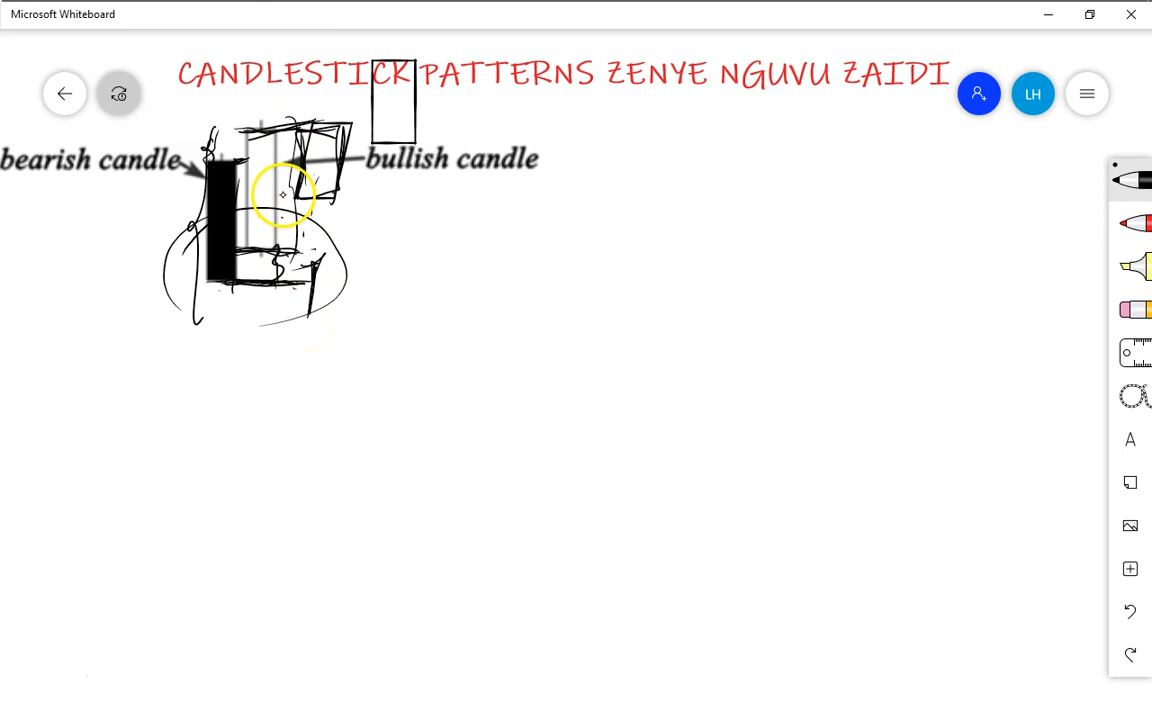 Microsoft Whiteboard
CANDLESTICK PATTERNS ZENYE NGUVU ZAIDI
LH
bearish candle
bullish candle
A